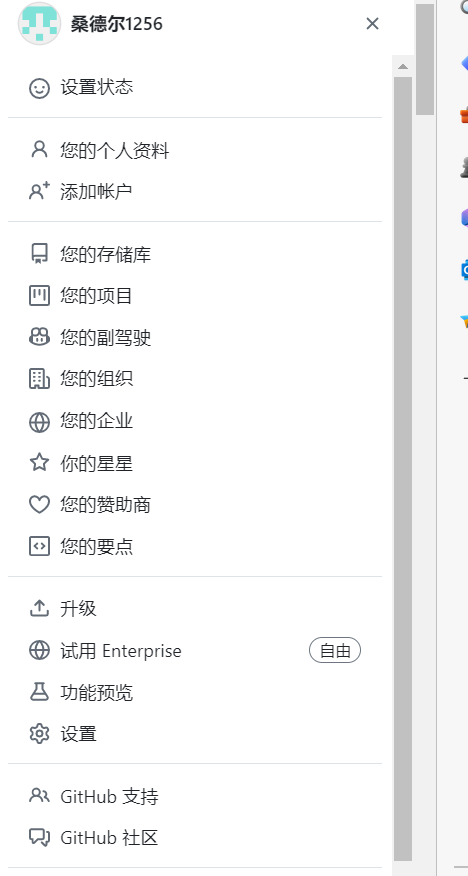 桑德尔1256
设置状态
您的个人资料
添加帐户
您的存储库
您的项目
您的副驾驶
您的组织
您的企业
你的星星
您的赞助商
您的要点
升级
试用 Enterprise 自由
功能预览
设置
GitHub 支持
GitHub 社区